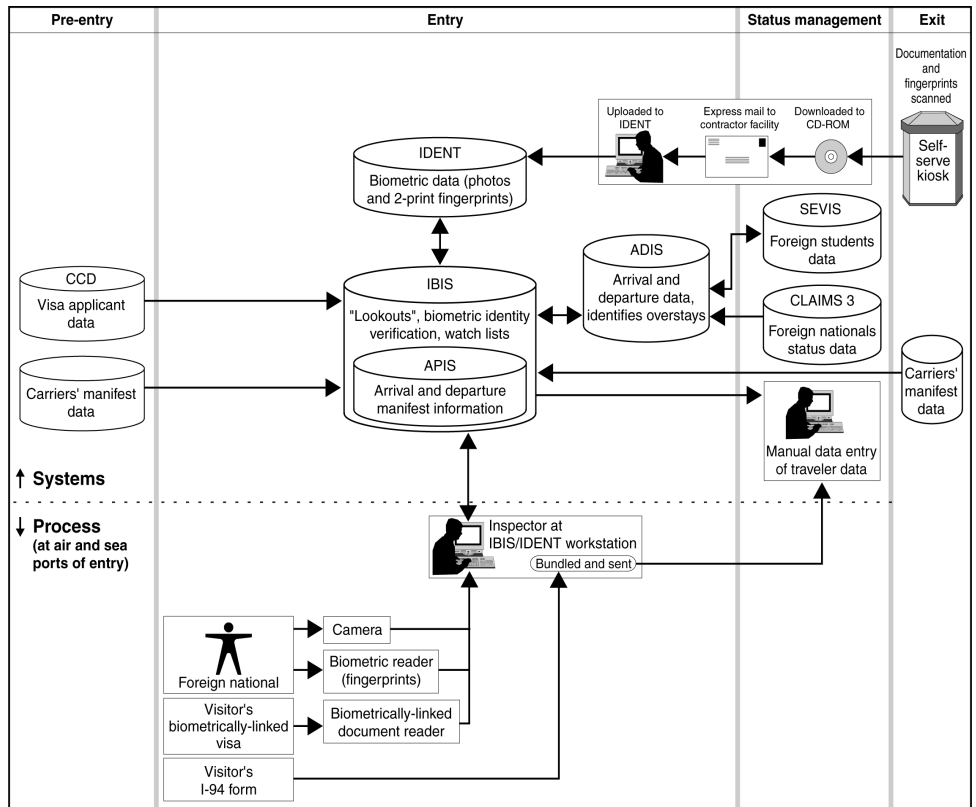 Pre-entry
Entry
Status management
Exit
Documentation
and
fingerprints
scanned
Self-
serve
kiosk
Downloaded to
CD-ROM
Express mail to
contractor facility
Uploaded to
IDENT
IDENT
Biometric data (photos
and 2-print fingerprints)
SEVIS
Foreign students
data
ADIS
Arrival and
departure data,
identifies overstays
CLAIMS 3
Foreign nationals
status data
CCD
Visa applicant
data
IBIS
"Lookouts", biometric identity
verification, watch lists
APIS
Arrival and departure
manifest information
Carriers' manifest
data
Carriers'
manifest
data
Manual data entry
of traveler data
↑ Systems
↓ Process
(at air and sea
ports of entry)
Inspector at
IBIS/IDENT workstation
Bundled and sent
Foreign national
Camera
Biometric reader
(fingerprints)
Visitor's
biometrically-linked
visa
Biometrically-linked
document reader
Visitor's
I-94 form